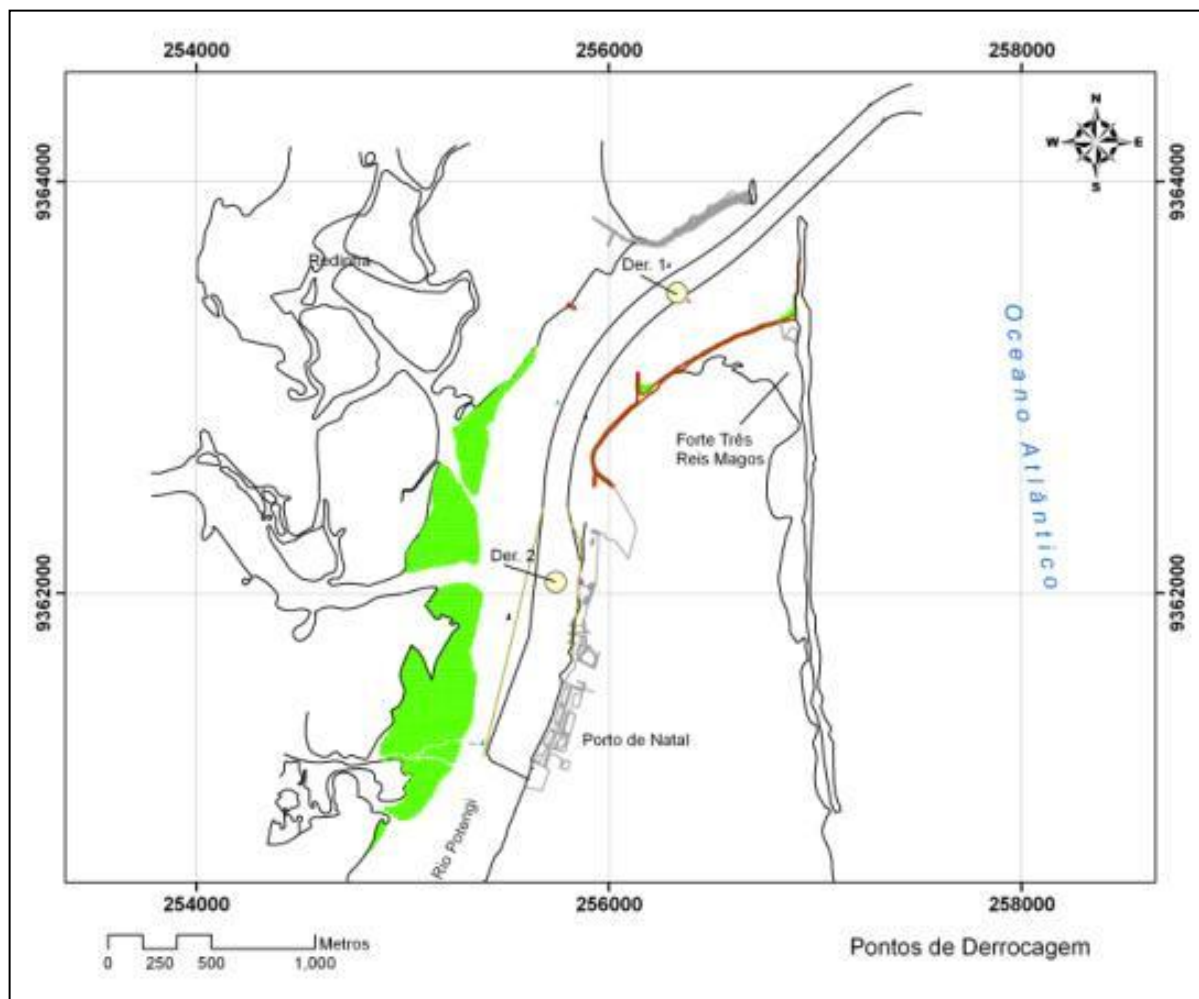 254000
256000
258000
N
W
E
S
9364000
9364000
Redinha
Der. 1
Oceano Atlântico
Forte Três
Reis Magos
Der. 2
9362000
9362000
Porto de Natal
Rio Potengi
254000
256000
258000
Metros
0 250 500 1,000
Pontos de Derrocagem